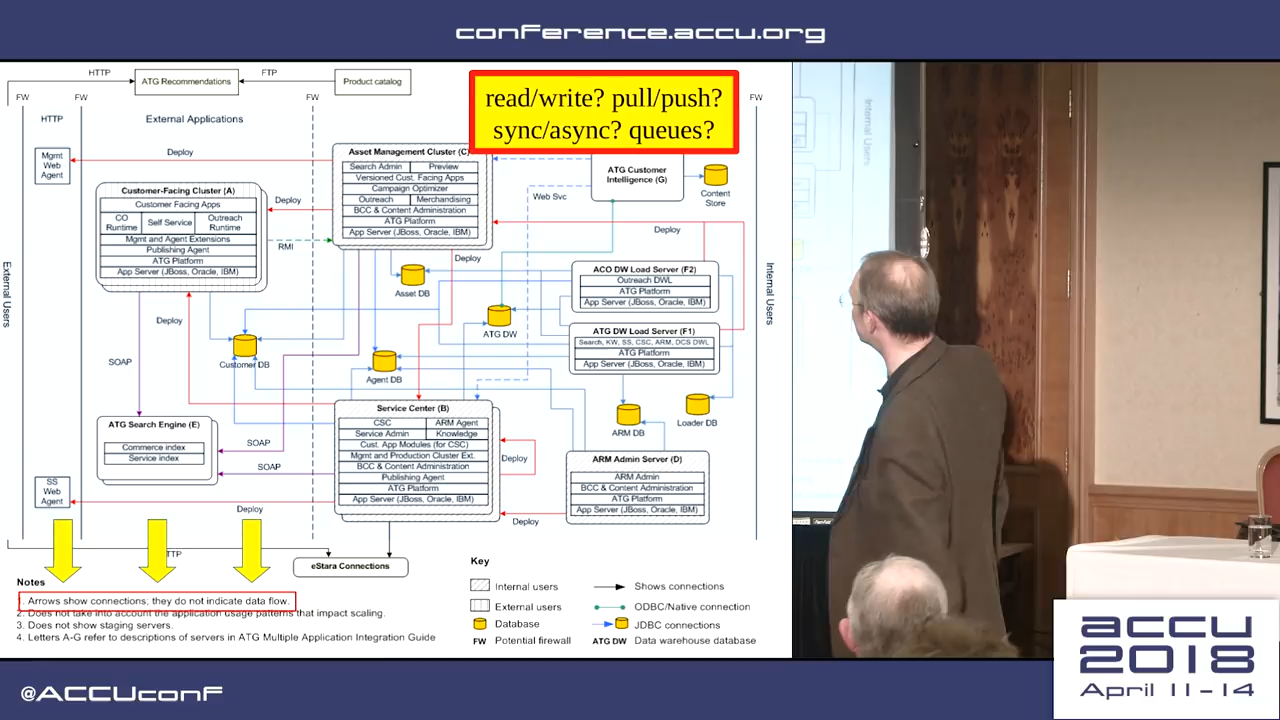 conference.accu.org
HTTP
ATG Recommendations
FTP
Product catalog
read/write? pull/push?
sync/async? queues?
FW
FW
FW
FW
HTTP
External Applications
Mgmt
Web
Agent
Deploy
Asset Management Cluster (C)
Search Admin
Preview
Versioned Cust. Facing Apps
Campaign Optimizer
Outreach
Merchandising
BCC & Content Administration
ATG Platform
App Server (JBoss, Oracle, IBM)
ATG Customer
Intelligence (G)
Content
Store
Web Svc
Customer-Facing Cluster (A)
Customer Facing Apps
CO
Runtime
Self Service
Outreach
Runtime
Mgmt and Agent Extensions
Publishing Agent
ATG Platform
App Server (JBoss, Oracle, IBM)
Deploy
RMI
Deploy
Deploy
External Users
Internal Users
Asset DB
ATG DW
ACO DW Load Server (F2)
Outreach DWL
ATG Platform
App Server (JBoss, Oracle, IBM)
ATG DW Load Server (F1)
Search, KW, SS, CSC, ARM, DCS DWL
ATG Platform
App Server (JBoss, Oracle, IBM)
Deploy
SOAP
Customer DB
Agent DB
ARM DB
Loader DB
ATG Search Engine (E)
Commerce index
Service index
SOAP
SOAP
Service Center (B)
CSC
ARM Agent
Service Admin
Knowledge
Cust. App Modules (for CSC)
Mgmt and Production Cluster Ext.
BCC & Content Administration
Publishing Agent
ATG Platform
App Server (JBoss, Oracle, IBM)
Deploy
Deploy
ARM Admin Server (D)
ARM Admin
BCC & Content Administration
ATG Platform
App Server (JBoss, Oracle, IBM)
SS
Web
Agent
Deploy
TTP
eStara Connections
Notes
1. Arrows show connections; they do not indicate data flow.
2. Does not take into account the application usage patterns that impact scaling.
3. Does not show staging servers.
4. Letters A-G refer to descriptions of servers in ATG Multiple Application Integration Guide
Key
Internal users
Shows connections
External users
ODBC/Native connection
Database
JDBC connections
FW Potential firewall
ATG DW Data warehouse database
Internal Users
@ACCUconf
accu
2018
April 11-14